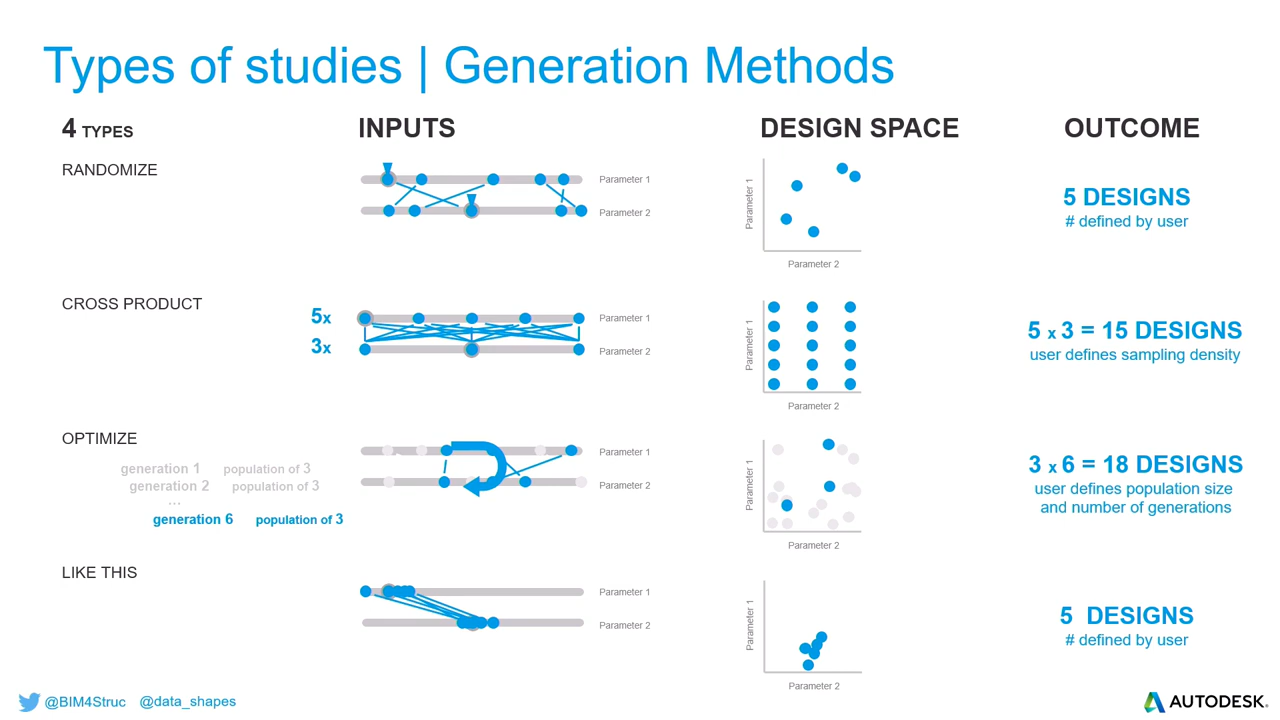 Types of studies | Generation Methods
4 TYPES
INPUTS
DESIGN SPACE
OUTCOME
RANDOMIZE
Parameter 1
Parameter 2
Parameter 1
Parameter 2
5 DESIGNS
# defined by user
CROSS PRODUCT
5x
3x
Parameter 1
Parameter 2
Parameter 1
Parameter 2
5 x 3 = 15 DESIGNS
user defines sampling density
OPTIMIZE
generation 1 population of 3
generation 2 population of 3
...
generation 6 population of 3
Parameter 1
Parameter 2
Parameter 1
Parameter 2
3 x 6 = 18 DESIGNS
user defines population size
and number of generations
LIKE THIS
Parameter 1
Parameter 2
Parameter 1
Parameter 2
5 DESIGNS
# defined by user
@BIM4Struc @data_shapes
AUTODESK.